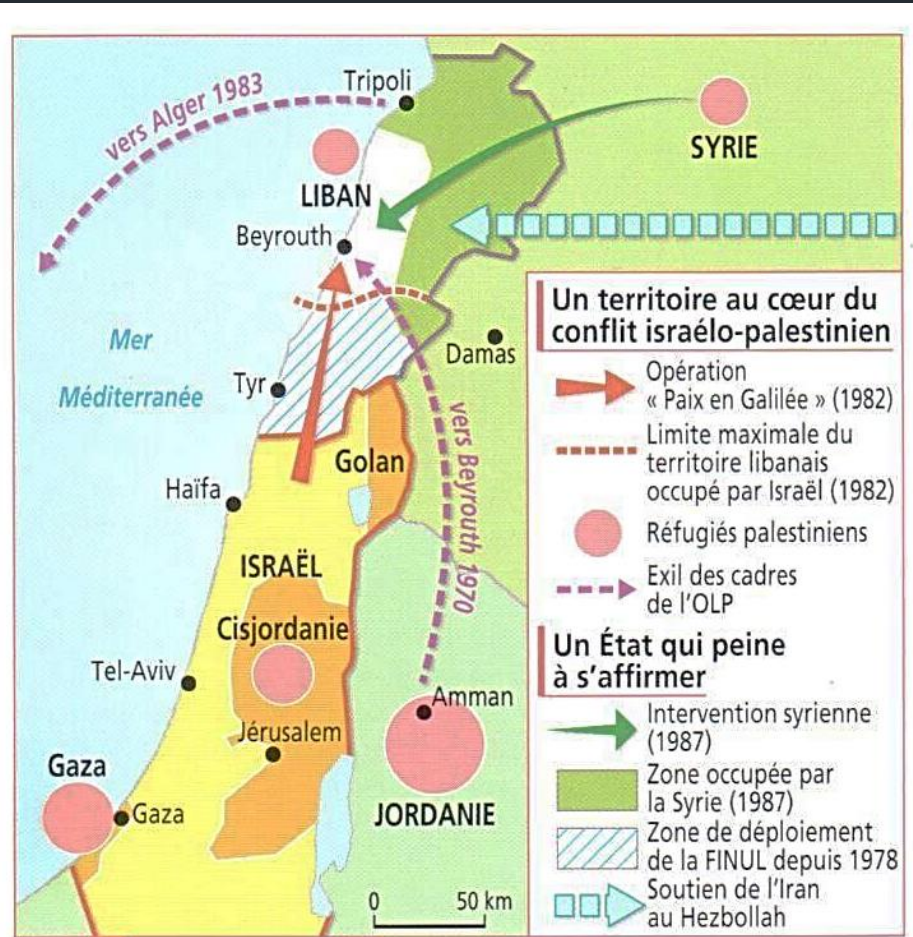 vers Alger 1983
Tripoli
LIBAN
SYRIE
Beyrouth
Mer
Méditerranée
Damas
Tyr
vers Beyrouth 1970
Golan
Haïfa
ISRAËL
Cisjordanie
Tel-Aviv
Amman
Jérusalem
Gaza
Gaza
JORDANIE
0 50 km
Un territoire au cœur du
conflit israélo-palestinien
Opération
« Paix en Galilée » (1982)
Limite maximale du
territoire libanais
occupé par Israël (1982)
Réfugiés palestiniens
Exil des cadres
de l'OLP
Un État qui peine
à s'affirmer
Intervention syrienne
(1987)
Zone occupée par
la Syrie (1987)
Zone de déploiement
de la FINUL depuis 1978
Soutien de l'Iran
au Hezbollah